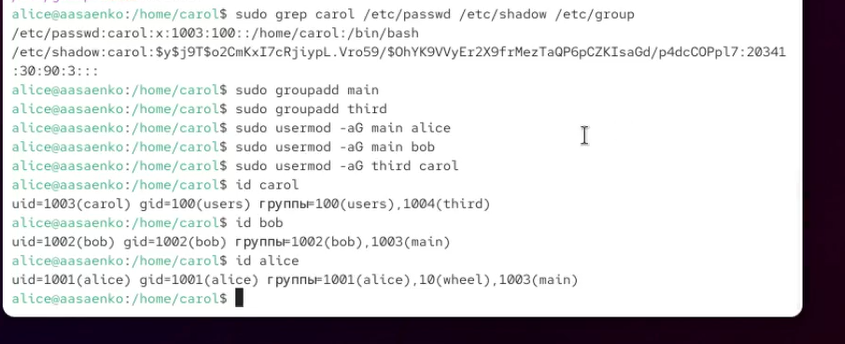 alice@aasaenko:/home/carol$ sudo grep carol /etc/passwd /etc/shadow /etc/group
/etc/passwd:carol:x:1003:100::/home/carol:/bin/bash
/etc/shadow:carol:$y$j9T$o2CmKxI7cRjiypL.Vro59/$OhYK9VVyEr2X9frMezTaQP6pCZKIsaGd/p4dcCOPpl7:20341
:30:90:3:::
alice@aasaenko:/home/carol$ sudo groupadd main
alice@aasaenko:/home/carol$ sudo groupadd third
alice@aasaenko:/home/carol$ sudo usermod -aG main alice
alice@aasaenko:/home/carol$ sudo usermod -aG main bob
alice@aasaenko:/home/carol$ sudo usermod -aG third carol
alice@aasaenko:/home/carol$ id carol
uid=1003(carol) gid=100(users) группы=100(users),1004(third)
alice@aasaenko:/home/carol$ id bob
uid=1002(bob) gid=1002(bob) группы=1002(bob),1003(main)
alice@aasaenko:/home/carol$ id alice
uid=1001(alice) gid=1001(alice) группы=1001(alice),10(wheel),1003(main)
alice@aasaenko:/home/carol$